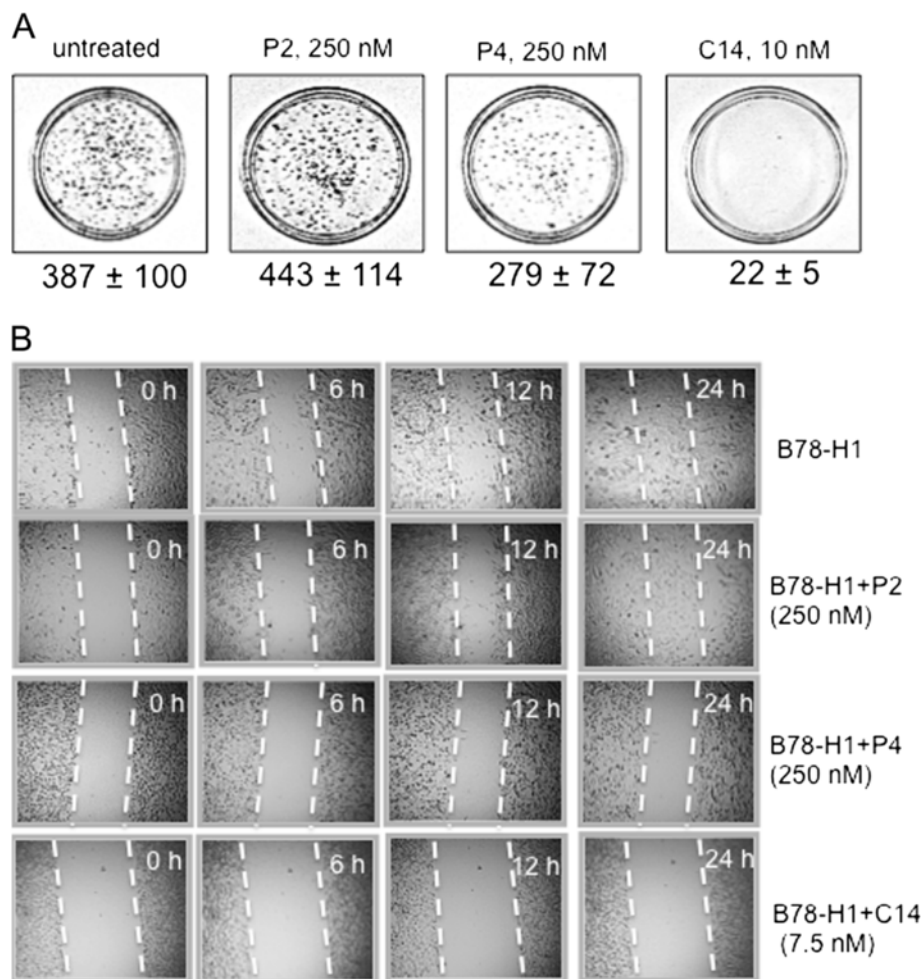 A
untreated
P2, 250 nM
P4, 250 nM
C14, 10 nM
387 ± 100
443 ± 114
279 ± 72
22 ± 5
B
0 h
6 h
12 h
24 h
B78-H1
0 h
6 h
12 h
24 h
B78-H1+P2
(250 nM)
0 h
6 h
12 h
24 h
B78-H1+P4
(250 nM)
0 h
6 h
12 h
24 h
B78-H1+C14
(7.5 nM)